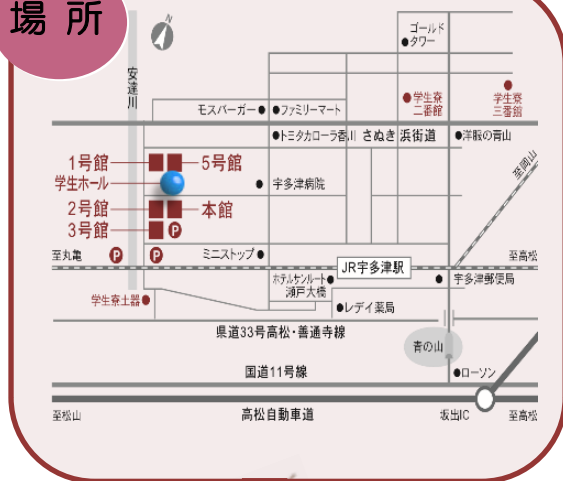 場所
N
ゴールド
タワー
安達川
モスバーガー
ファミリーマート
学生寮
二番館
学生寮
三番舘
トミタカローラ香川
さぬき浜街道
洋服の青山
1号館
5号館
至岡山
学生ホール
宇多津病院
2号館
本館
3号館
P
至丸亀
P
P
ミニストップ
JR宇多津駅
至高松
ホテルサンルート
瀬戸大橋
宇多津郵便局
学生寮土器
レデイ薬局
県道33号高松・善通寺線
青の山
国道11号線
ローソン
至松山
高松自動車道
坂出IC
至高松